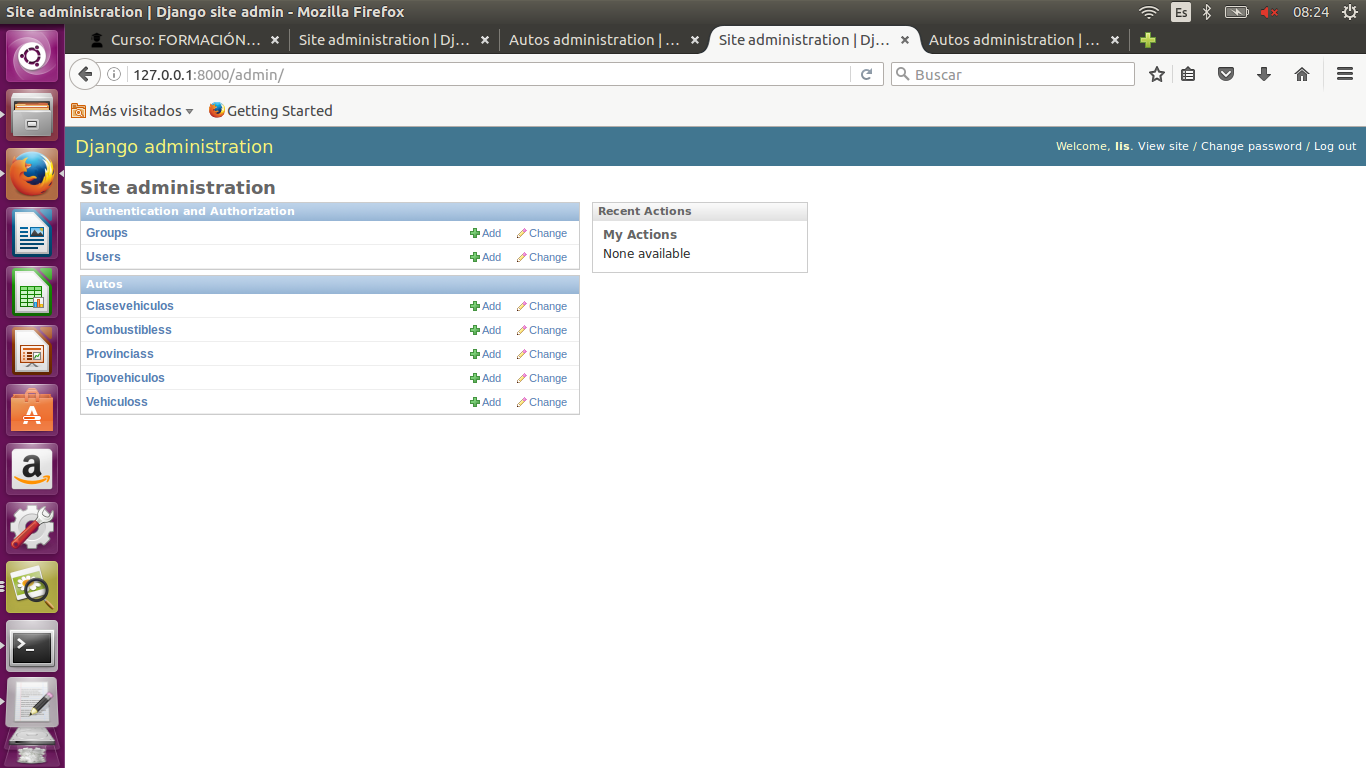 Site administration | Django site admin - Mozilla Firefox
Es 08:24
Curso: FORMACIÓN... Site administration | Dj... Autos administration | ... Site administration | Dj... Autos administration | ...
127.0.0.1:8000/admin/ Buscar
Más visitados Getting Started
Django administration Welcome, lis. View site / Change password / Log out
Site administration
Authentication and Authorization
Groups Add Change
Users Add Change
Autos
Clasevehiculos Add Change
Combustibless Add Change
Provinciass Add Change
Tipovehiculos Add Change
Vehiculoss Add Change
Recent Actions
My Actions
None available